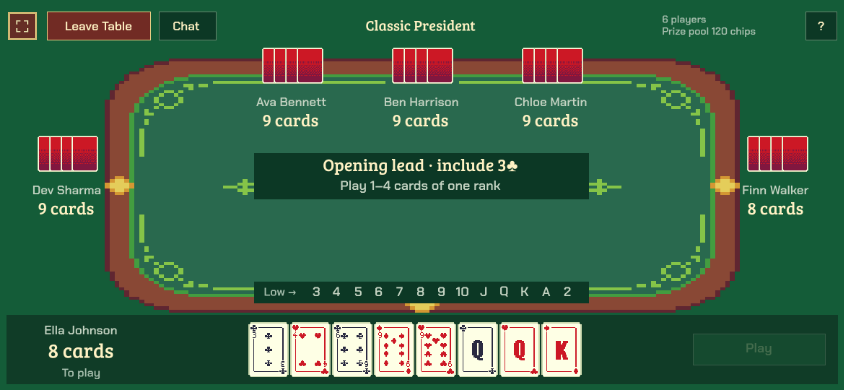 Leave Table
Chat
Classic President
6 players
Prize pool 120 chips
?
Ava Bennett
9 cards
Ben Harrison
9 cards
Chloe Martin
9 cards
Dev Sharma
9 cards
Finn Walker
8 cards
Opening lead · include 3♣
Play 1–4 cards of one rank
Low → 3 4 5 6 7 8 9 10 J Q K A 2
Ella Johnson
8 cards
To play
Q Q K
Play